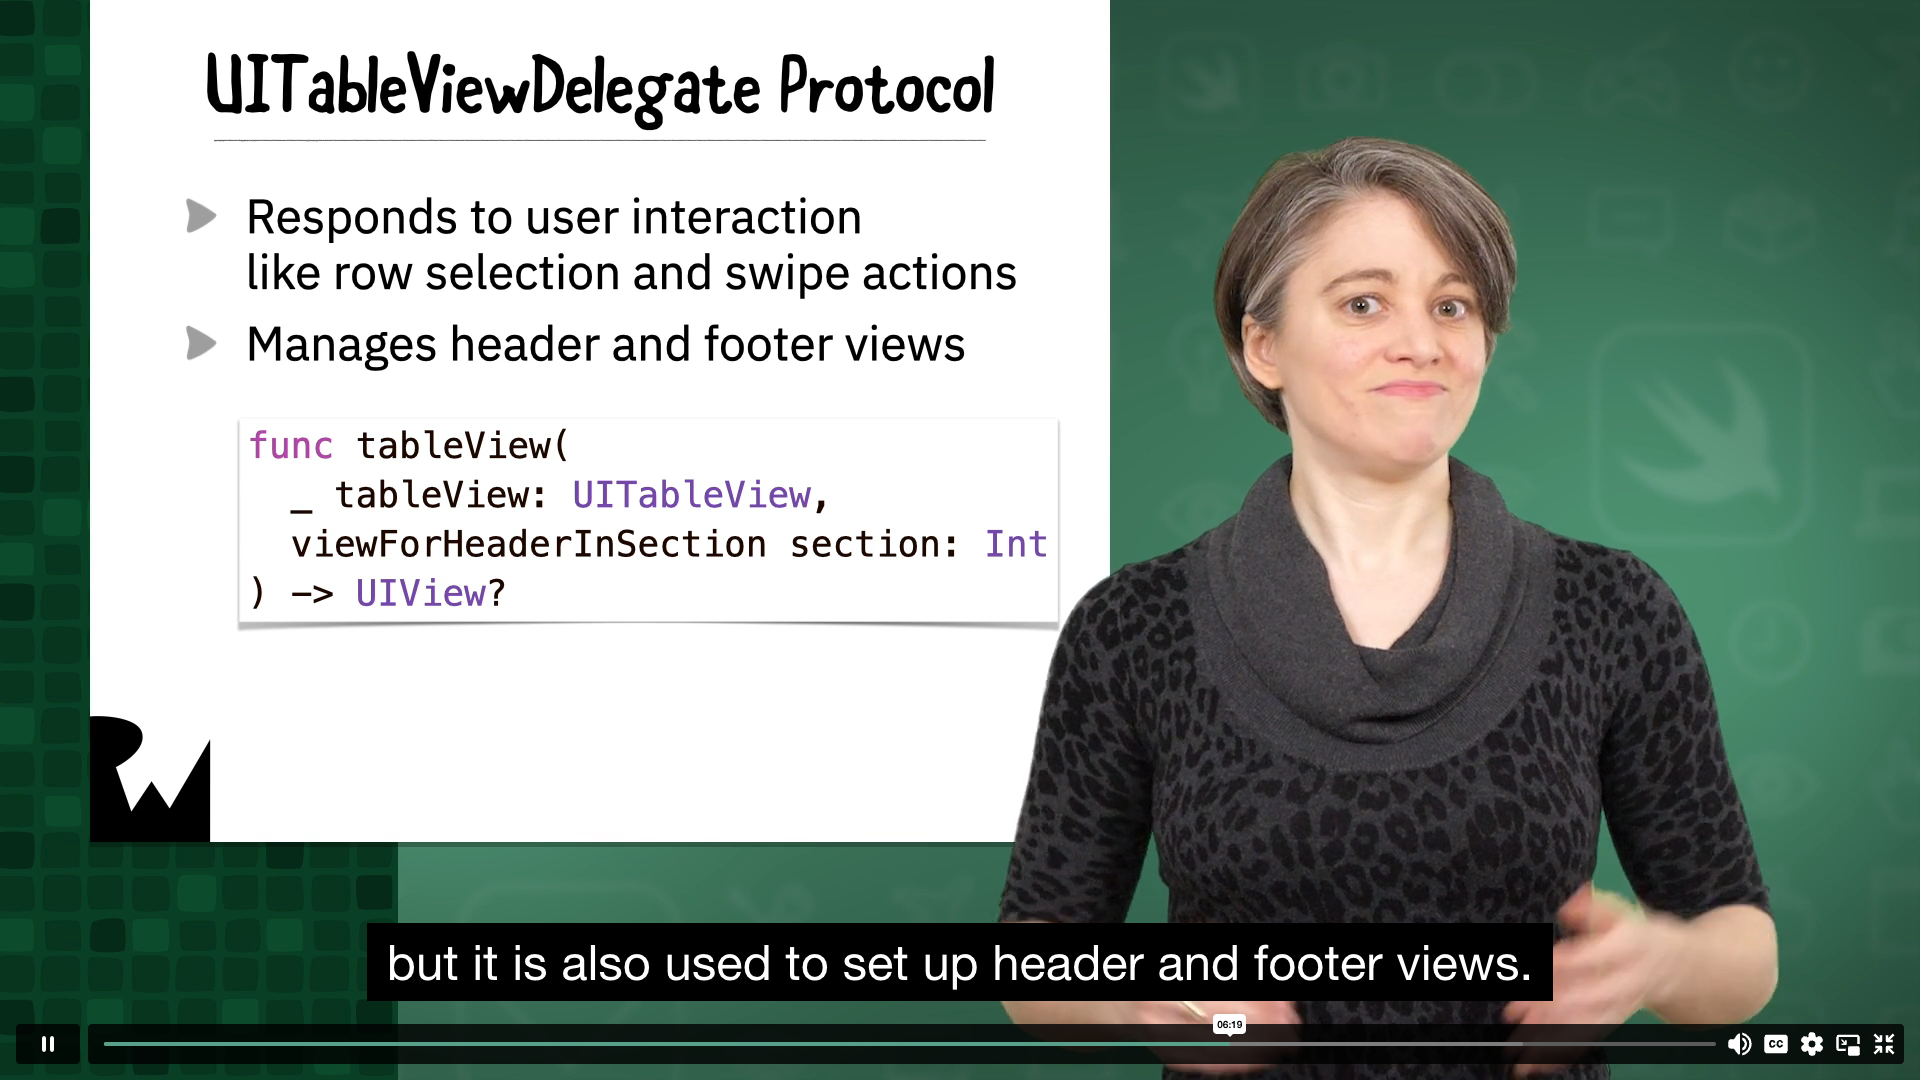 UITableViewDelegate Protocol
Responds to user interaction
like row selection and swipe actions
Manages header and footer views
func tableView(
_ tableView: UITableView,
viewForHeaderInSection section: Int
) -> UIView?
RW
but it is also used to set up header and footer views.
06:19
CC